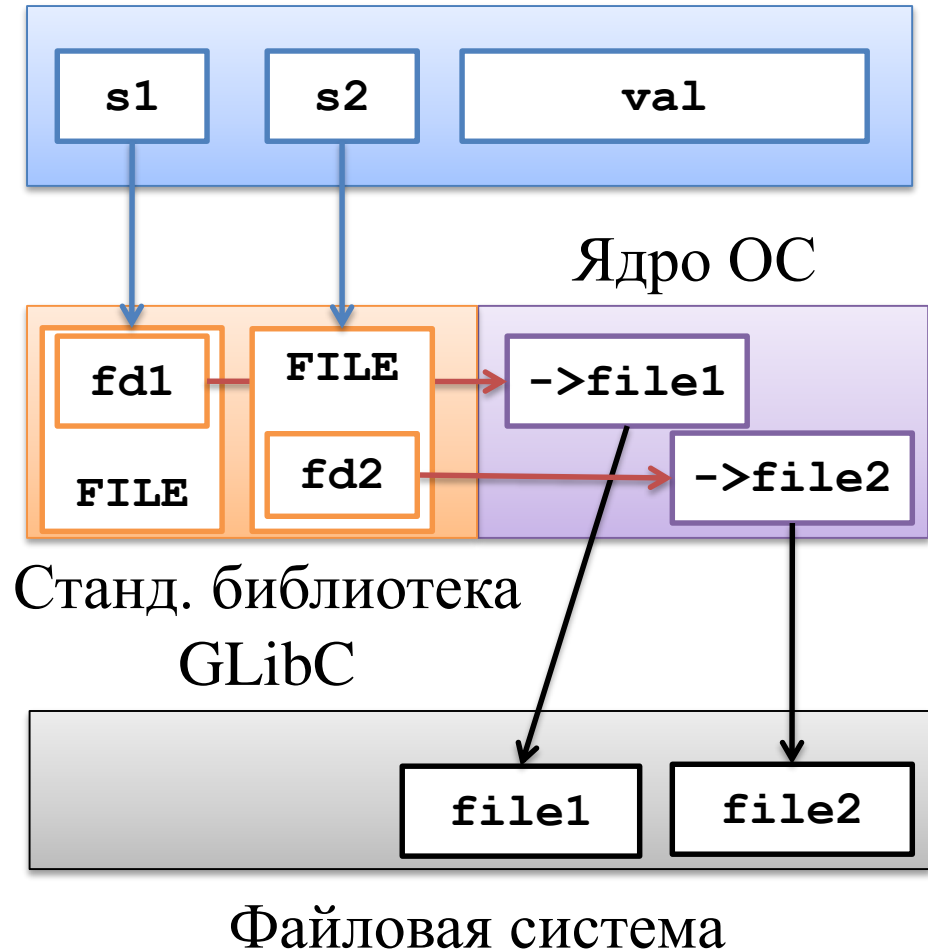 s1
s2
val
Ядро ОС
fd1
FILE
->file1
FILE
fd2
->file2
Станд. библиотека
GLibC
file1
file2
Файловая система